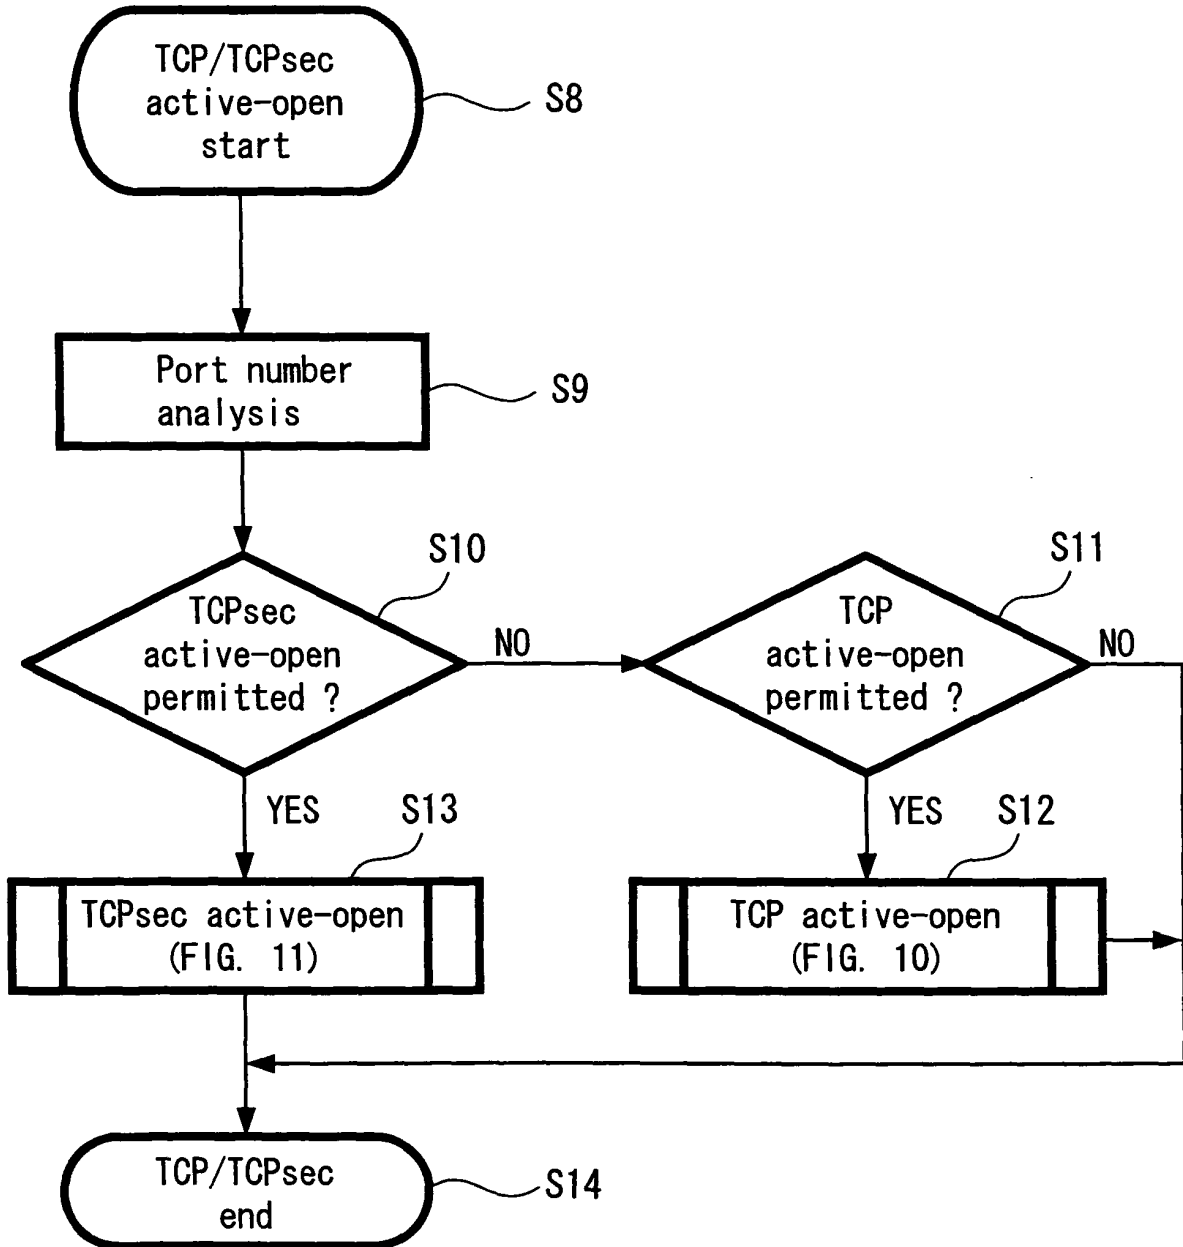 TCP/TCPsec
active-open
start
S8
Port number
analysis
S9
S10
TCPsec
active-open
permitted ?
NO
S11
TCP
active-open
permitted ?
NO
YES
S13
YES
S12
TCPsec active-open
(FIG. 11)
TCP active-open
(FIG. 10)
TCP/TCPsec
end
S14